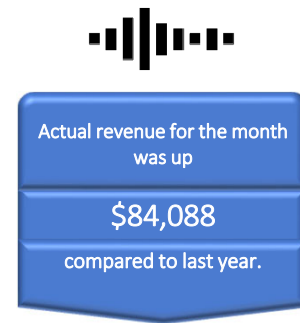 Actual revenue for the month
was up
$84,088
compared to last year.